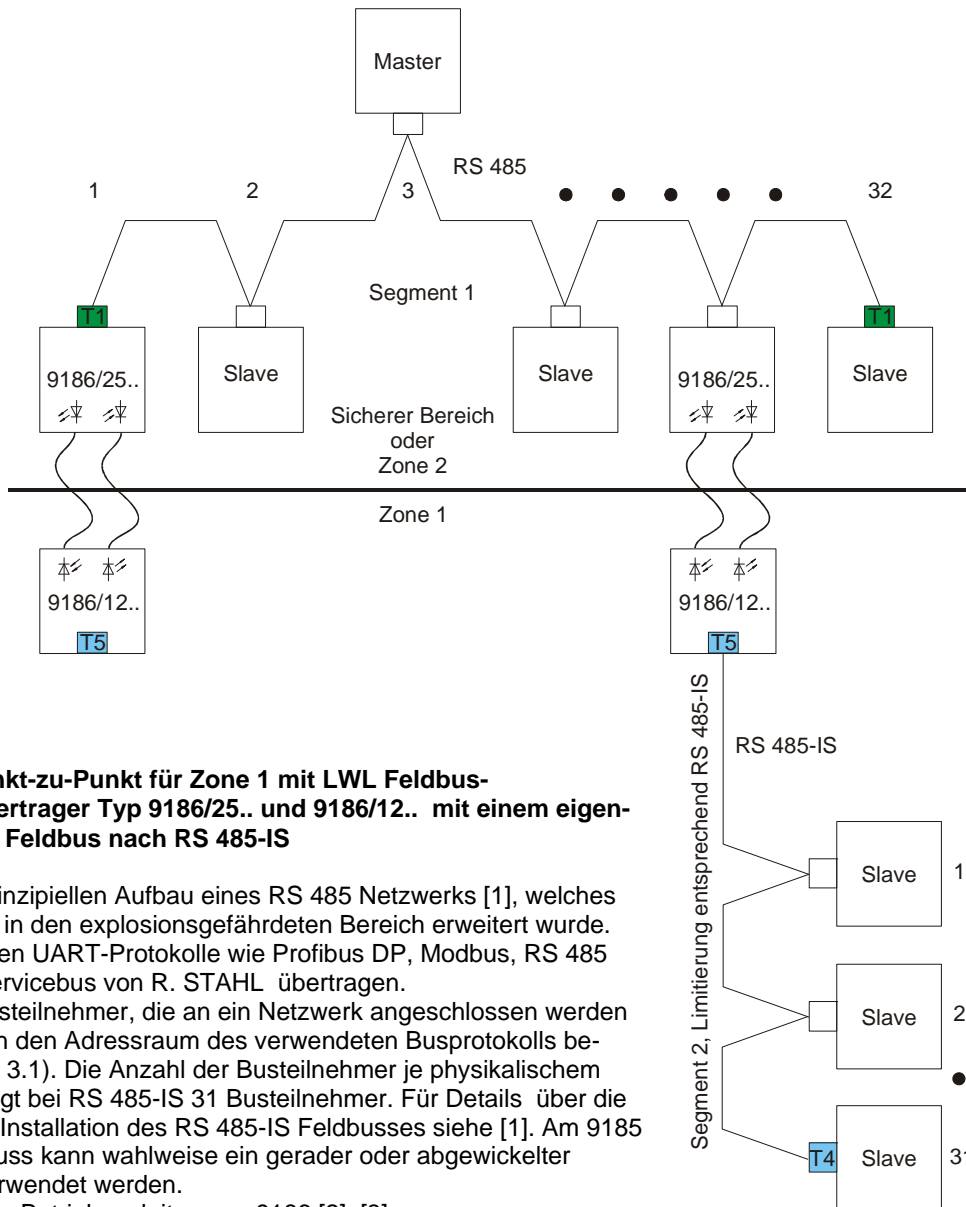 Master
RS 485
1 2 3 32
Segment 1
T1 T1
9186/25.. Slave Slave 9186/25.. Slave
Sicherer Bereich
oder
Zone 2
Zone 1
9186/12.. 9186/12..
T5 T5
RS 485-IS
Segment 2, Limitierung entsprechend RS 485-IS
Slave 1
Slave 2
T4 Slave 31
nkt-zu-Punkt für Zone 1 mit LWL Feldbus-
ertrager Typ 9186/25.. und 9186/12.. mit einem eigen-
Feldbus nach RS 485-IS
inzipiellen Aufbau eines RS 485 Netzwerks [1], welches
in den explosionsgefährdeten Bereich erweitert wurde.
en UART-Protokolle wie Profibus DP, Modbus, RS 485
ervicebus von R. STAHL übertragen.
steilnehmer, die an ein Netzwerk angeschlossen werden
n den Adressraum des verwendeten Busprotokolls be-
3.1). Die Anzahl der Busteilnehmer je physikalischem
gt bei RS 485-IS 31 Busteilnehmer. Für Details über die
Installation des RS 485-IS Feldbusses siehe [1]. Am 9185
uss kann wahlweise ein gerader oder abgewickelter
rwendet werden.